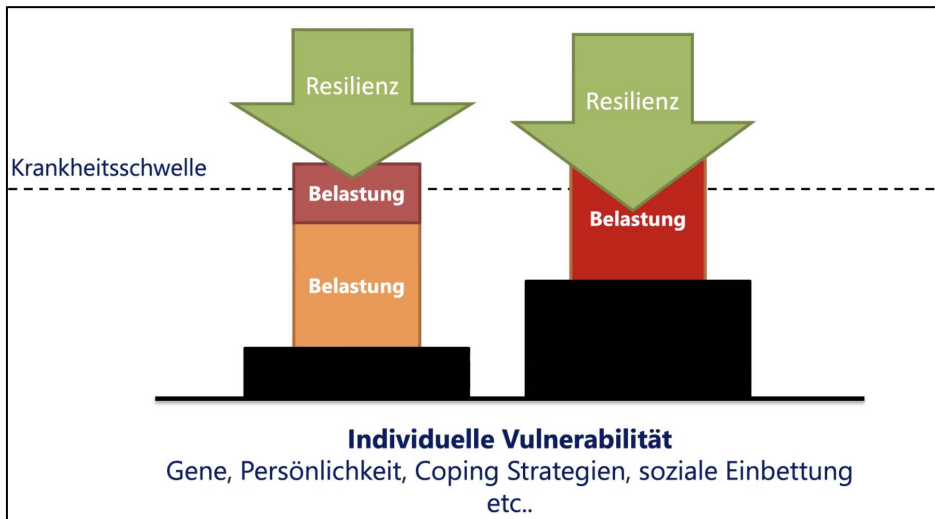 Resilienz
Resilienz
Krankheitsschwelle
Belastung
Belastung
Belastung
Individuelle Vulnerabilität
Gene, Persönlichkeit, Coping Strategien, soziale Einbettung
etc..